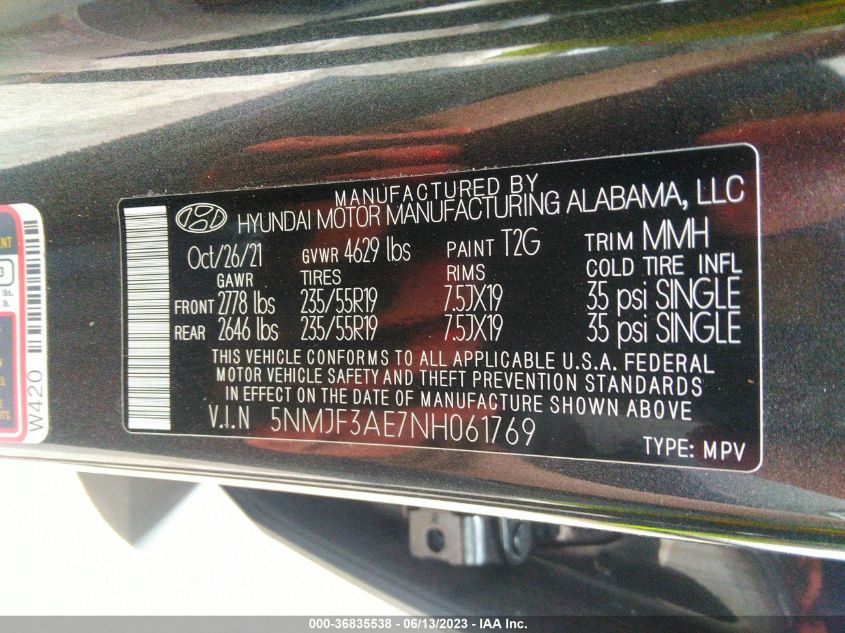 MANUFACTURED BY
HYUNDAI MOTOR MANUFACTURING ALABAMA, LLC
Oct/26/21 GVWR 4629 lbs PAINT T2G TRIM MMH
GAWR TIRES RIMS COLD TIRE INFL
FRONT 2778 lbs 235/55R19 7.5JX19 35 psi SINGLE
REAR 2646 lbs 235/55R19 7.5JX19 35 psi SINGLE
THIS VEHICLE CONFORMS TO ALL APPLICABLE U.S.A. FEDERAL
MOTOR VEHICLE SAFETY AND THEFT PREVENTION STANDARDS
IN EFFECT ON THE DATE OF MANUFACTURE SHOWN ABOVE.
V.I.N 5NMJF3AE7NH061769
TYPE: MPV
W420
3
lbs.
lb.
000-36835538 - 06/13/2023 - IAA, Inc.